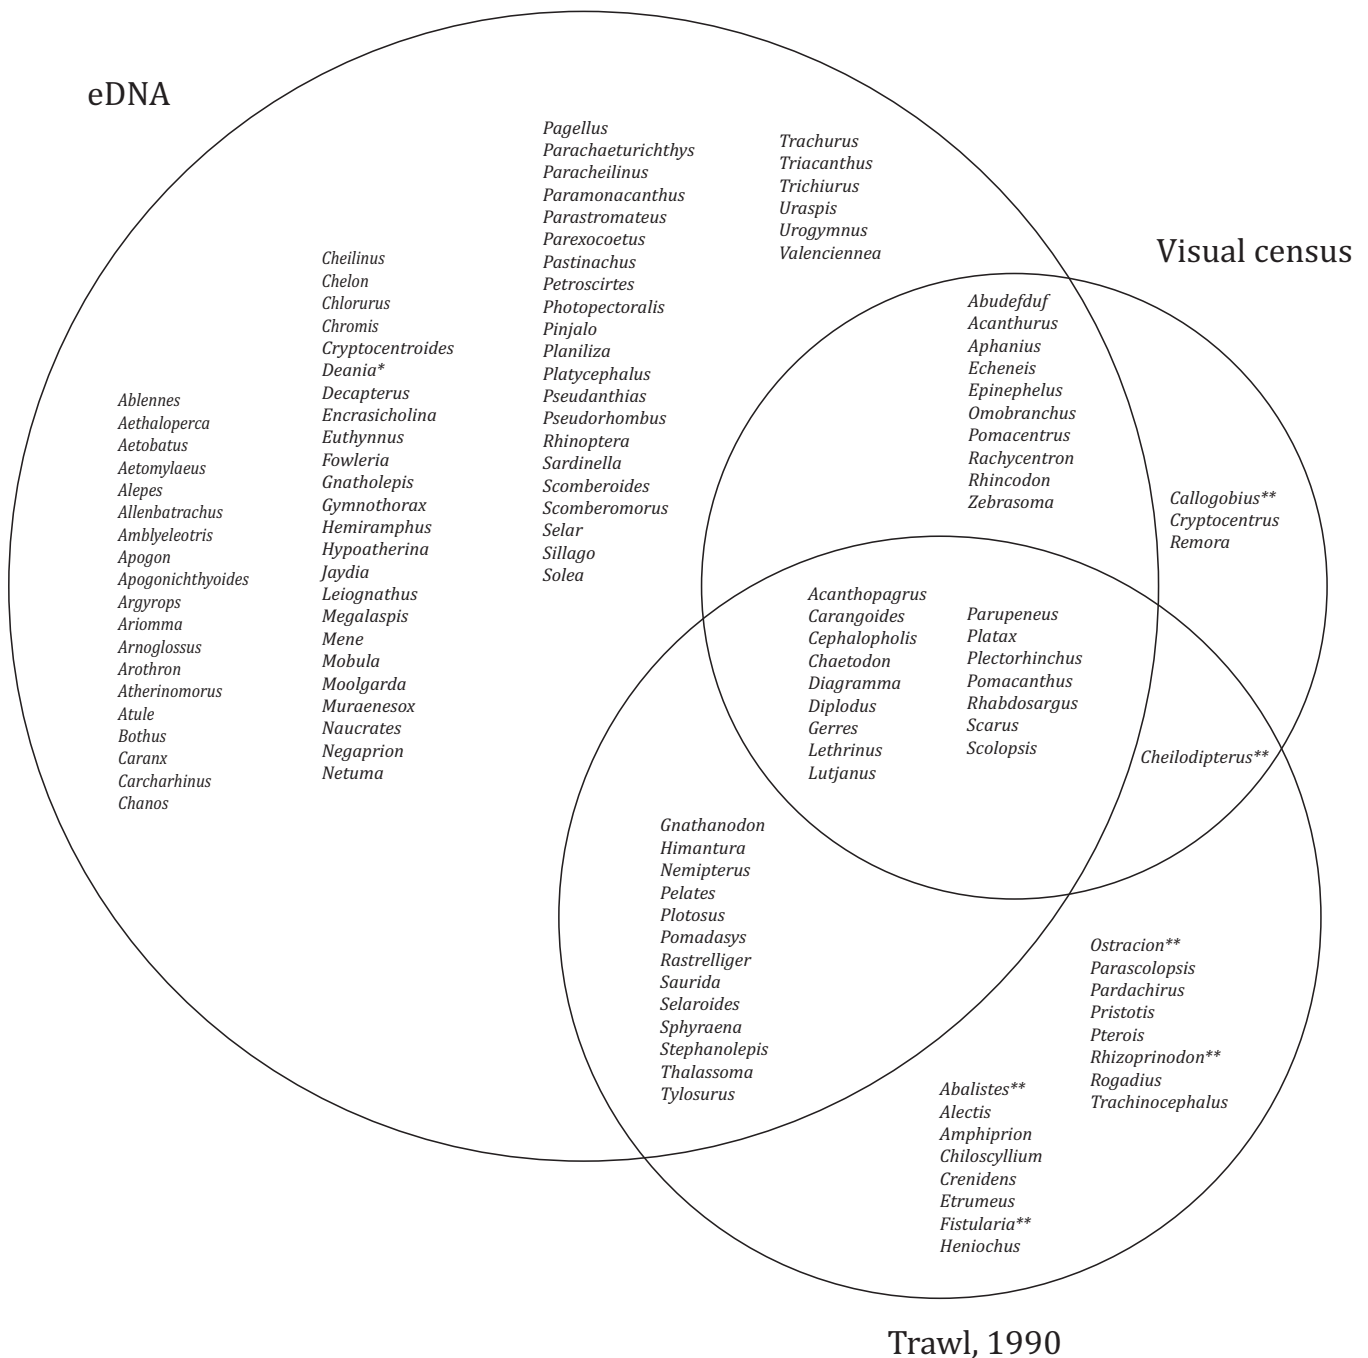 eDNA
Ablennes
Aethaloperca
Aetobatus
Aetomylaeus
Alepes
Allenbatrachus
Amblyeleotris
Apogon
Apogonichthyoides
Argyrops
Ariomma
Arnoglossus
Arothron
Atherinomorus
Atule
Bothus
Caranx
Carcharhinus
Chanos
Cheilinus
Chelon
Chlorurus
Chromis
Cryptocentroides
Deania*
Decapterus
Encrasicholina
Euthynnus
Fowleria
Gnatholepis
Gymnothorax
Hemiramphus
Hypoatherina
Jaydia
Leiognathus
Megalaspis
Mene
Mobula
Moolgarda
Muraenesox
Naucrates
Negaprion
Netuma
Pagellus
Parachaeturichthys
Paracheilinus
Paramonacanthus
Parastromateus
Parexocoetus
Pastinachus
Petroscirtes
Photopectoralis
Pinjalo
Planiliza
Platycephalus
Pseudanthias
Pseudorhombus
Rhinoptera
Sardinella
Scomberoides
Scomberomorus
Selar
Sillago
Solea
Trachurus
Triacanthus
Trichiurus
Uraspis
Urogymnus
Valenciennea
Visual census
Abudefduf
Acanthurus
Aphanius
Echeneis
Epinephelus
Omobranchus
Pomacentrus
Rachycentron
Rhincodon
Zebrasoma
Callogobius**
Cryptocentrus
Remora
Acanthopagrus
Carangoides
Cephalopholis
Chaetodon
Diagramma
Diplodus
Gerres
Lethrinus
Lutjanus
Parupeneus
Platax
Plectorhinchus
Pomacanthus
Rhabdosargus
Scarus
Scolopsis
Cheilodipterus**
Gnathanodon
Himantura
Nemipterus
Pelates
Plotosus
Pomadasys
Rastrelliger
Saurida
Selaroides
Sphyraena
Stephanolepis
Thalassoma
Tylosurus
Abalistes**
Alectis
Amphiprion
Chiloscyllium
Crenidens
Etrumeus
Fistularia**
Heniochus
Ostracion**
Parascolopsis
Pardachirus
Pristotis
Pterois
Rhizoprinodon**
Rogadius
Trachinocephalus
Trawl, 1990